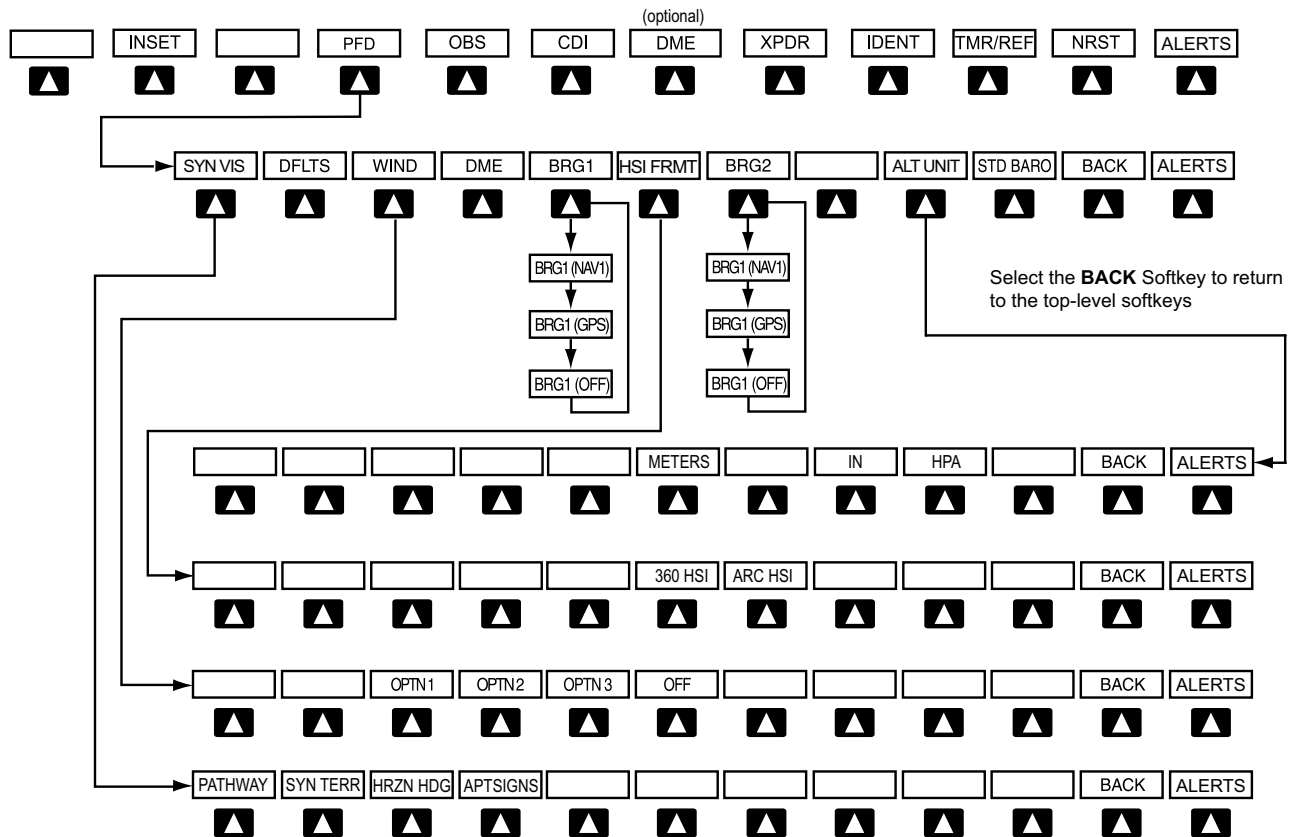 (optional)
INSET PFD OBS CDI DME XPDR IDENT TMR/REF NRST ALERTS
SYN VIS DFLTS WIND DME BRG1 HSI FRMT BRG2 ALT UNIT STD BARO BACK ALERTS
BRG1 (NAV1) BRG1 (NAV1)
BRG1 (GPS) BRG1 (GPS)
BRG1 (OFF) BRG1 (OFF)
Select the BACK Softkey to return
to the top-level softkeys
METERS IN HPA BACK ALERTS
360 HSI ARC HSI BACK ALERTS
OPTN 1 OPTN 2 OPTN 3 OFF BACK ALERTS
PATHWAY SYN TERR HRZN HDG APTSIGNS BACK ALERTS